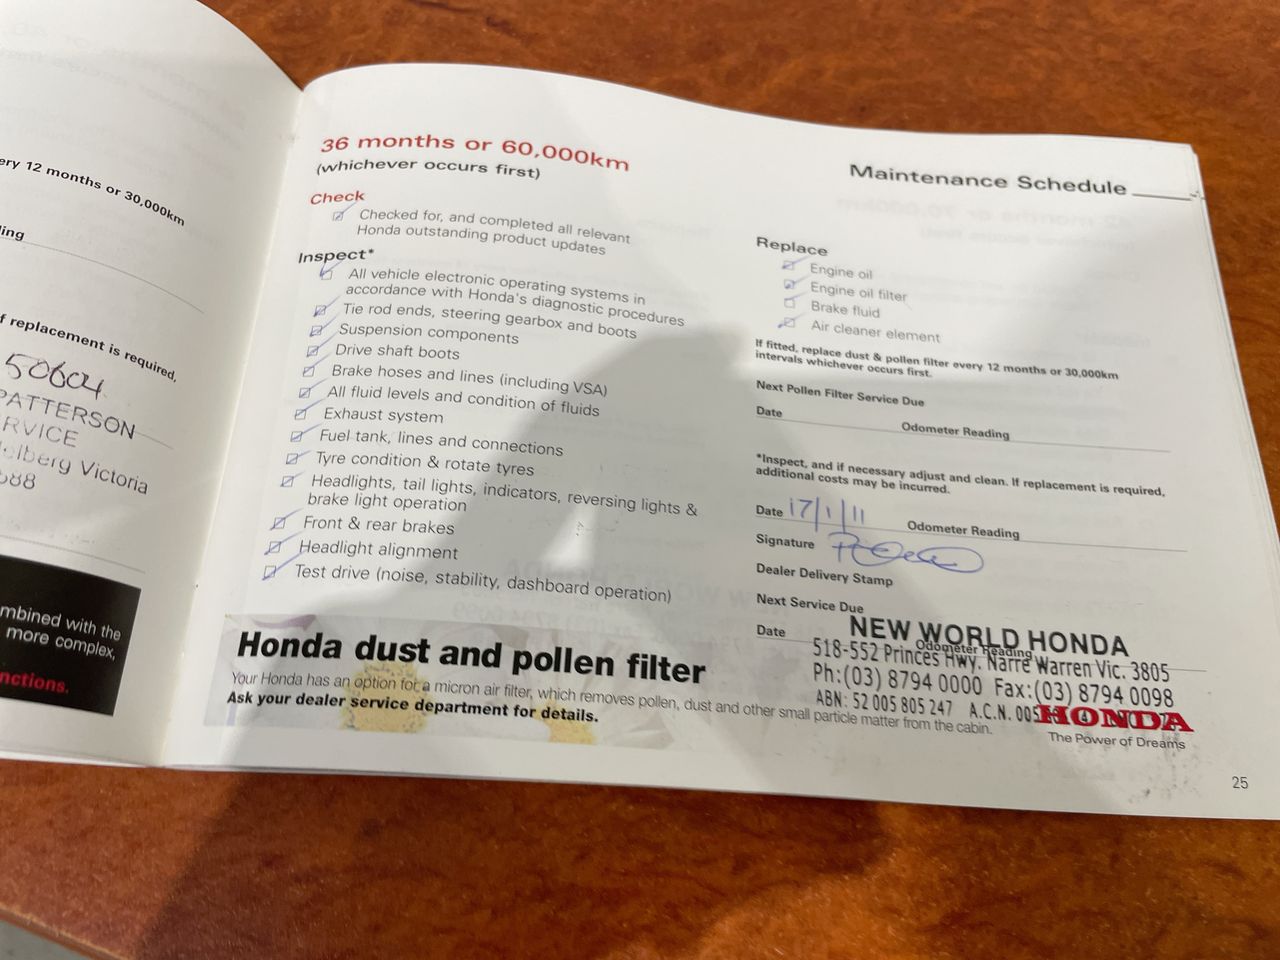 ery 12 months or 30,000km
ing
f replacement is required,
50604
PATTERSON
RVICE
elberg Victoria
mbined with the
more complex,
nctions.
36 months or 60,000km
(whichever occurs first)
Check
Checked for, and completed all relevant
Honda outstanding product updates
Inspect*
All vehicle electronic operating systems in
accordance with Honda's diagnostic procedures
Tie rod ends, steering gearbox and boots
Suspension components
Drive shaft boots
Brake hoses and lines (including VSA)
All fluid levels and condition of fluids
Exhaust system
Fuel tank, lines and connections
Tyre condition & rotate tyres
Headlights, tail lights, indicators, reversing lights &
brake light operation
Front & rear brakes
Headlight alignment
Test drive (noise, stability, dashboard operation)
Honda dust and pollen filter
Your Honda has an option for a micron air filter, which removes pollen, dust and other small particle matter from the cabin.
Ask your dealer service department for details.
Maintenance Schedule
Replace
Engine oil
Engine oil filter
Brake fluid
Air cleaner element
If fitted, replace dust & pollen filter every 12 months or 30,000km
intervals whichever occurs first.
Next Pollen Filter Service Due
Date
Odometer Reading
*Inspect, and if necessary adjust and clean. If replacement is required,
additional costs may be incurred.
Date 17/1/11 Odometer Reading
Signature
Dealer Delivery Stamp
Next Service Due
Date Odometer Reading
NEW WORLD HONDA
518-552 Princes Hwy. Narre Warren Vic. 3805
Ph:(03) 8794 0000 Fax:(03) 8794 0098
ABN: 52 005 805 247 A.C.N. 005
HONDA
The Power of Dreams
25